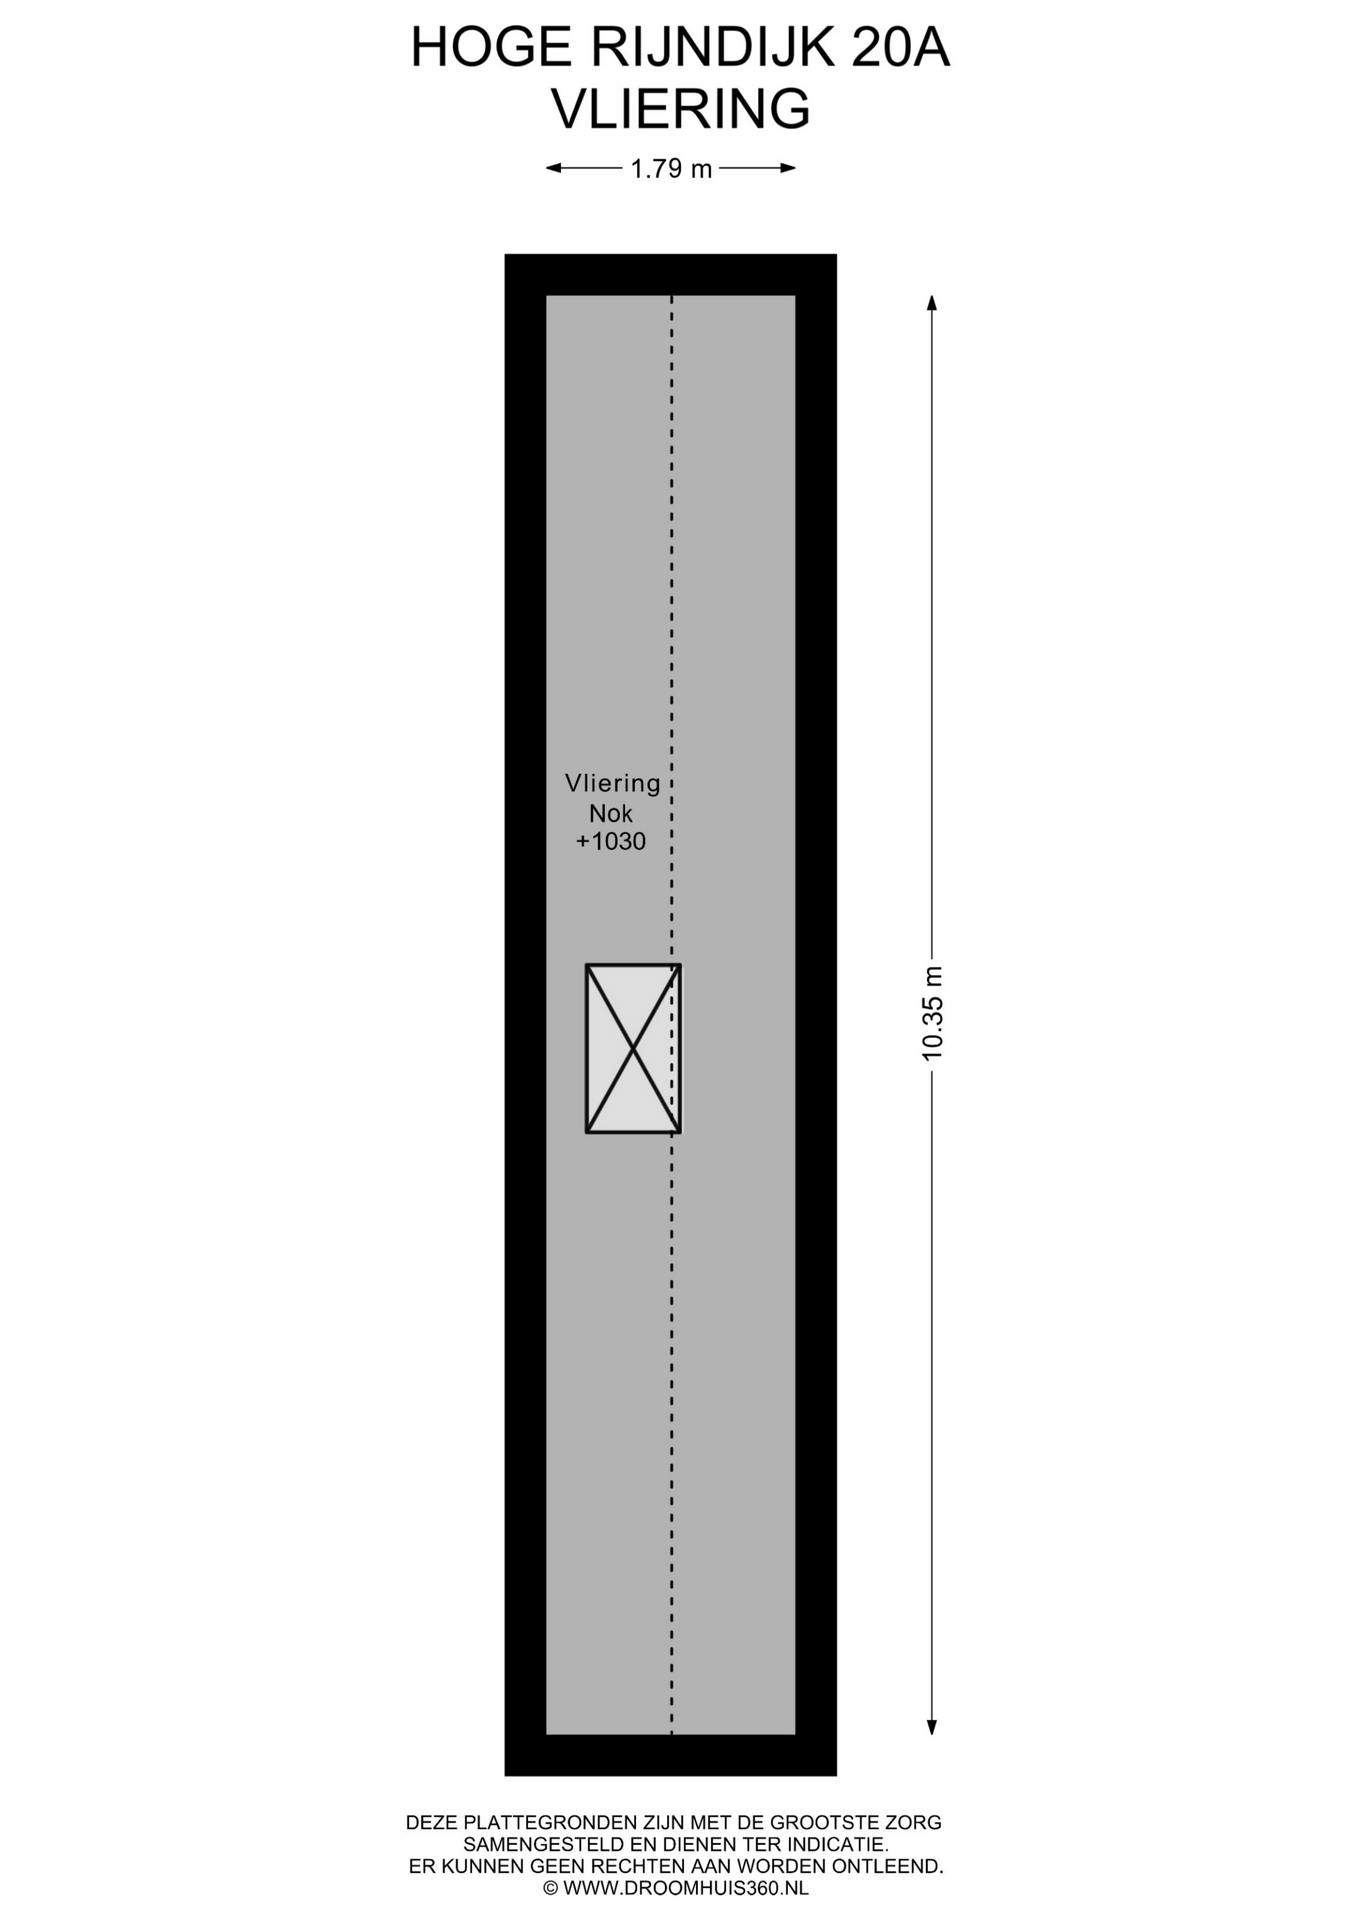 HOGE RIJNDIJK 20A
VLIERING
1.79 m
Vliering
Nok
+1030
10.35 m
DEZE PLATTEGRONDEN ZIJN MET DE GROOTSTE ZORG
SAMENGESTELD EN DIENEN TER INDICATIE.
ER KUNNEN GEEN RECHTEN AAN WORDEN ONTLEEND.
© WWW.DROOMHUIS360.NL